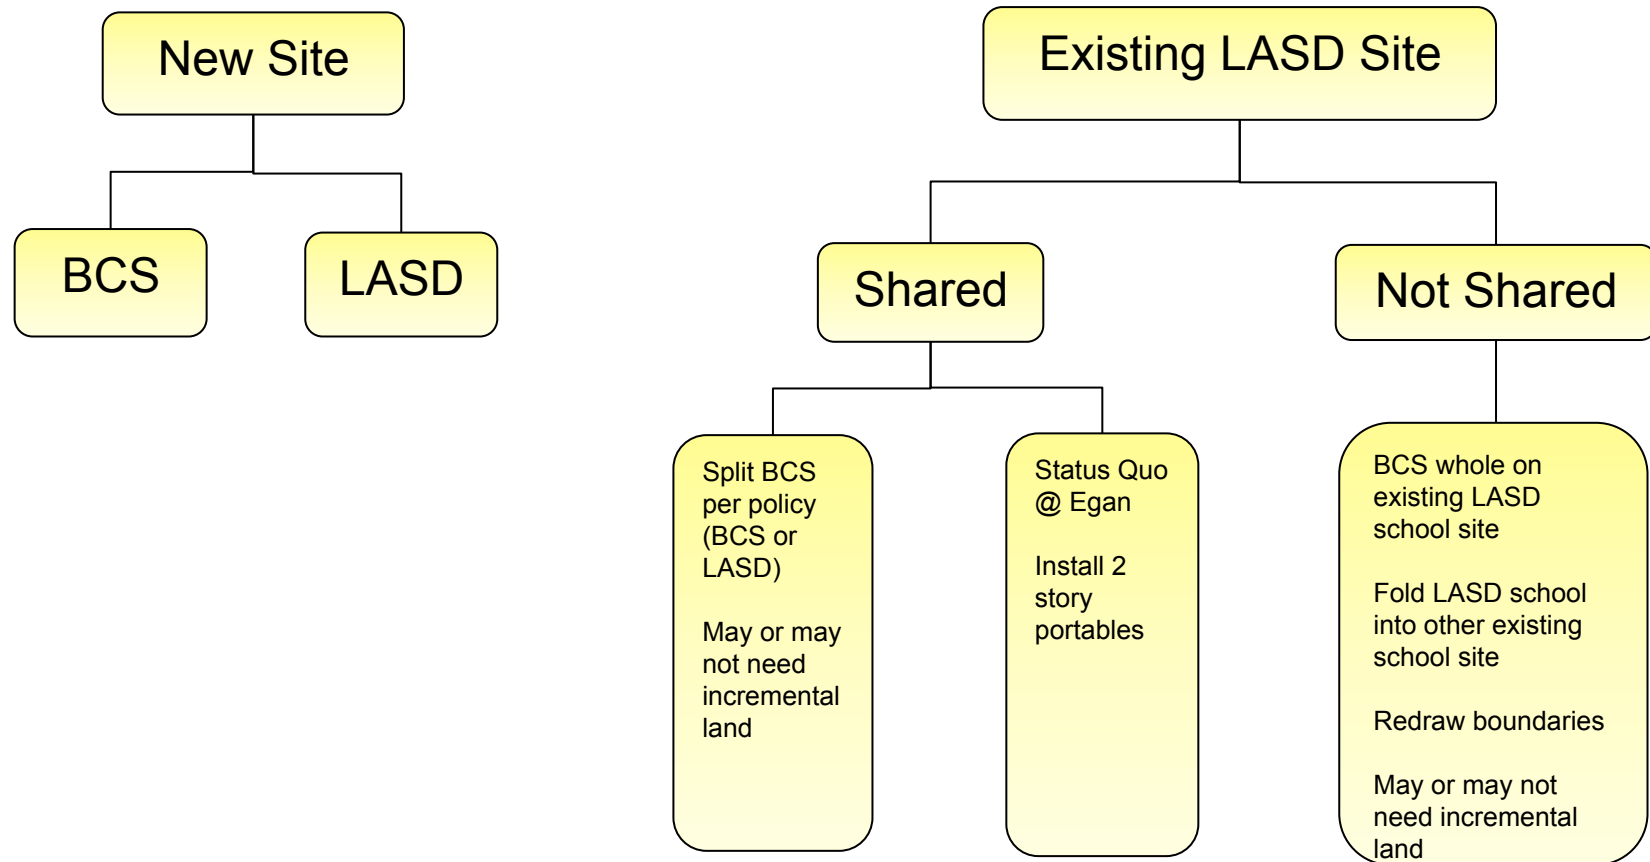 New Site
Existing LASD Site
BCS
LASD
Shared
Not Shared
Split BCS
per policy
(BCS or
LASD)
May or may
not need
incremental
land
Status Quo
@ Egan
Install 2
story
portables
BCS whole on
existing LASD
school site
Fold LASD school
into other existing
school site
Redraw boundaries
May or may not
need incremental
land